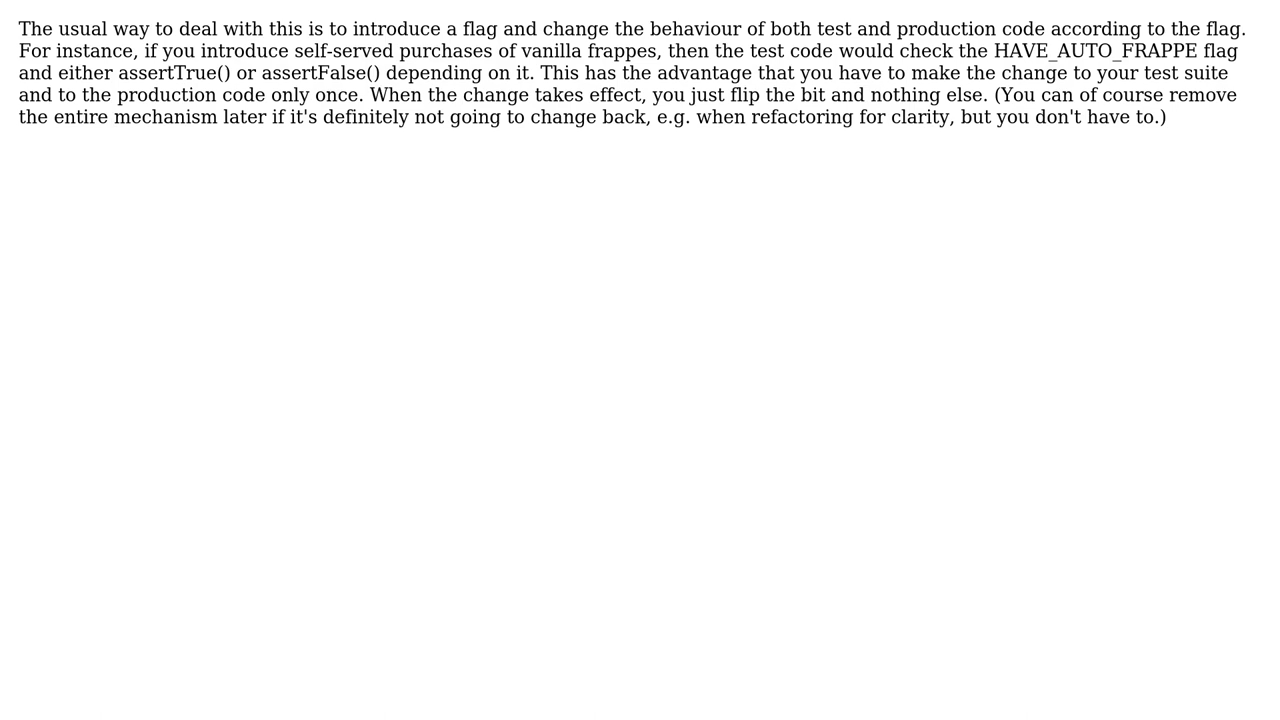 The usual way to deal with this is to introduce a flag and change the behaviour of both test and production code according to the flag.
For instance, if you introduce self-served purchases of vanilla frappes, then the test code would check the HAVE_AUTO_FRAPPE flag
and either assertTrue() or assertFalse() depending on it. This has the advantage that you have to make the change to your test suite
and to the production code only once. When the change takes effect, you just flip the bit and nothing else. (You can of course remove
the entire mechanism later if it's definitely not going to change back, e.g. when refactoring for clarity, but you don't have to.)